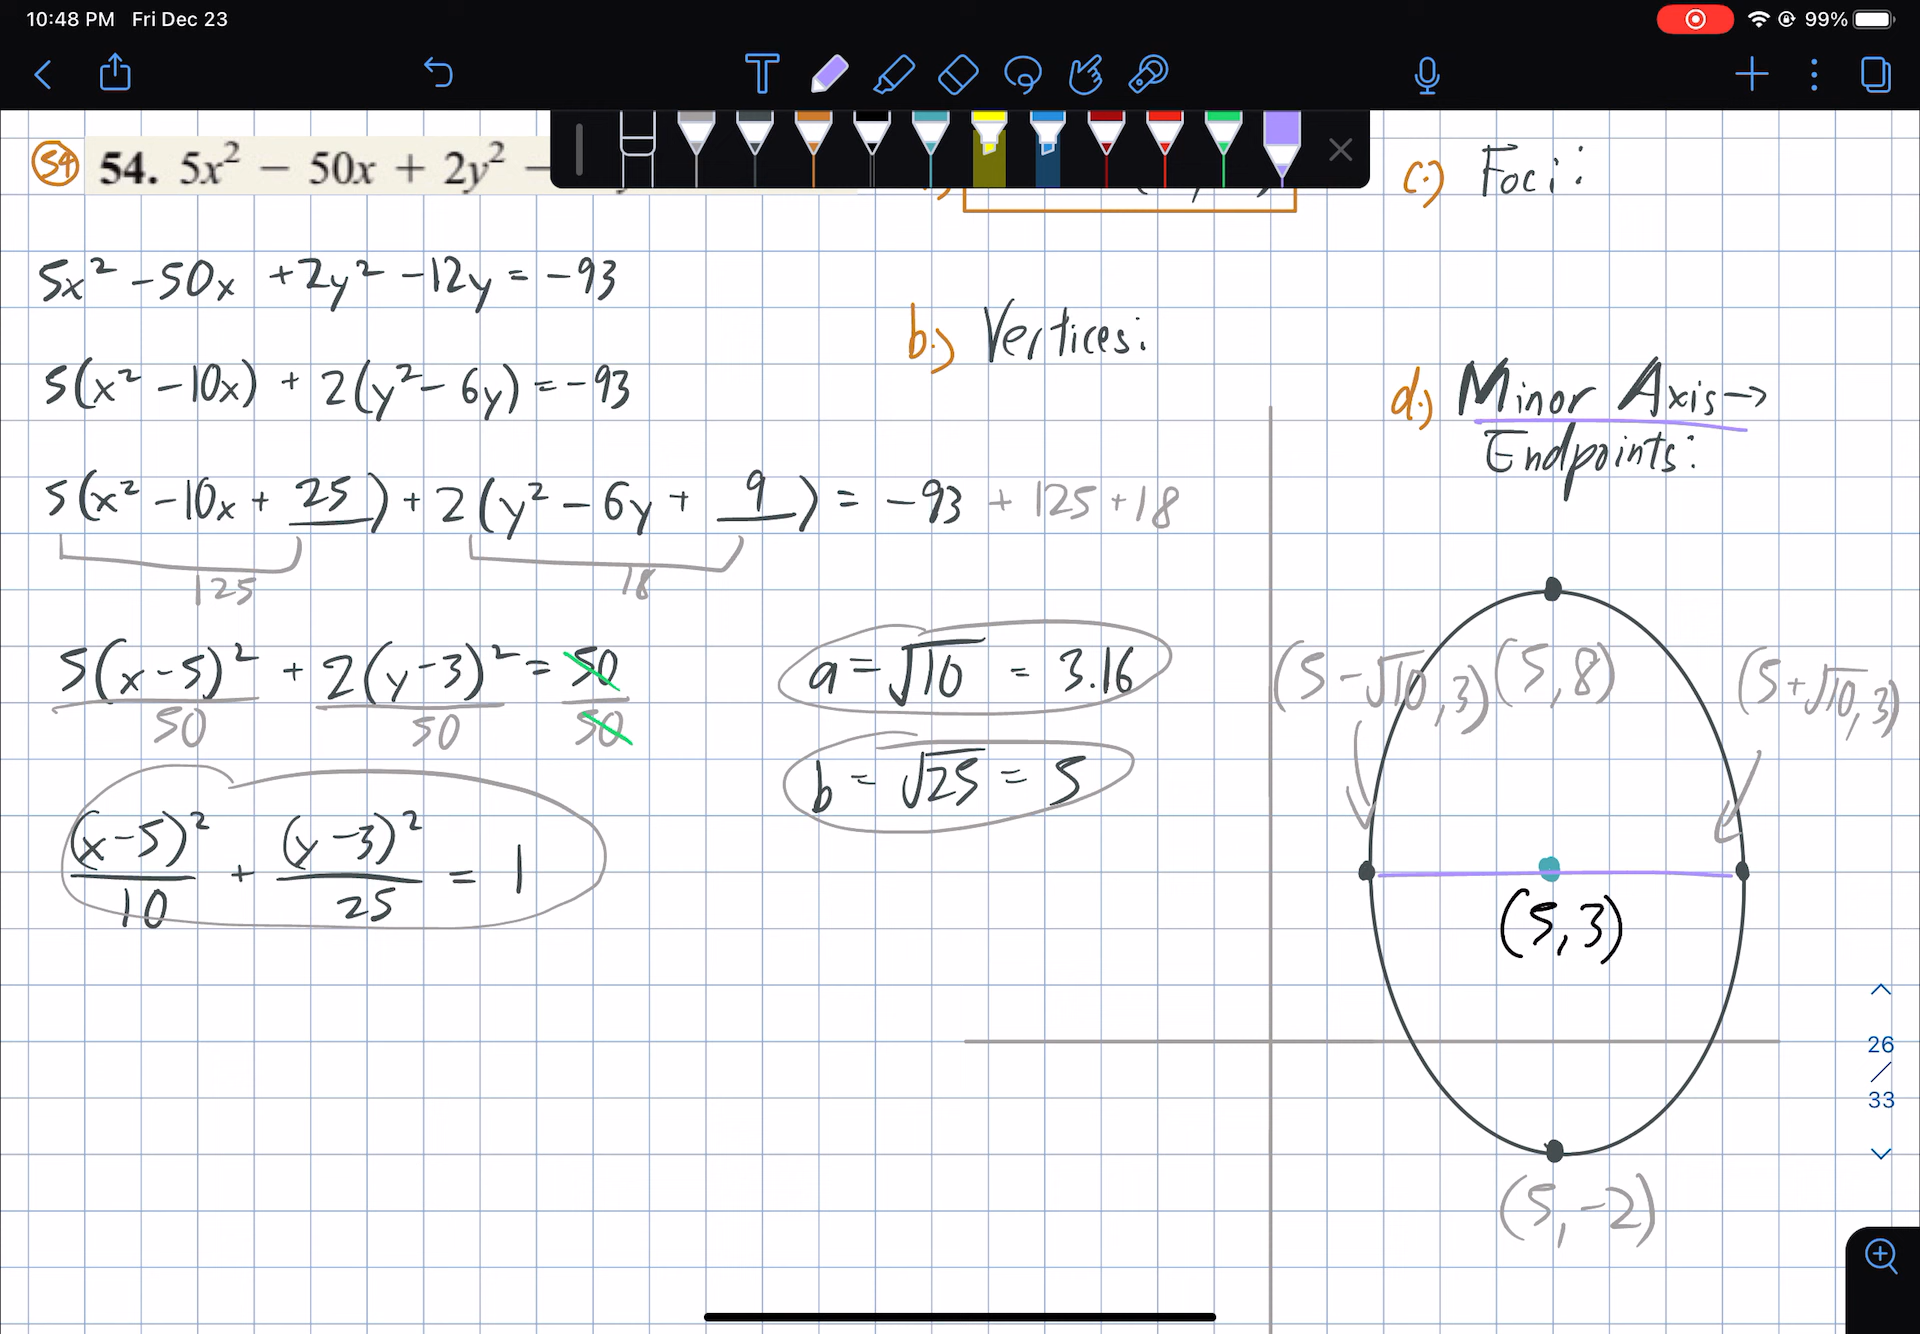 10:48 PM Fri Dec 23
99%
54 54. 5x² − 50x + 2y² −
5x² − 50x + 2y² − 12y = −93
5(x² − 10x) + 2(y² − 6y) = −93
5(x² − 10x + 25) + 2(y² − 6y + 9) = −93 + 125 + 18
125 18
5(x−5)² + 2(y−3)² = 50
50 50 50
(x−5)² + (y−3)² = 1
10 25
a = √10 = 3.16
b = √25 = 5
b.) Vertices:
c.) Foci:
d.) Minor Axis→
Endpoints:
(5−√10, 3) (5, 8) (5+√10, 3)
(5, 3)
(5, −2)
26
/
33